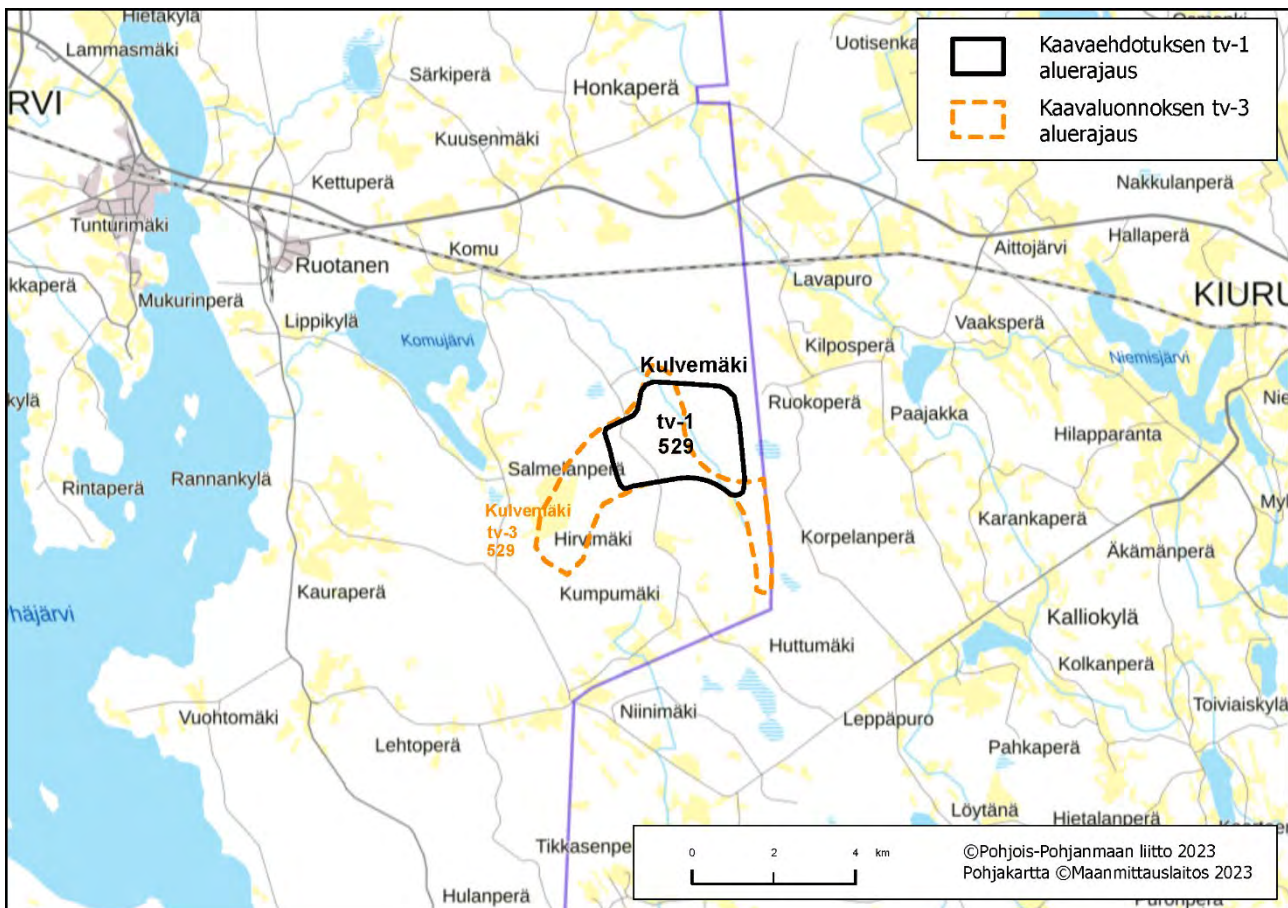 Hietakylä
Lammasmäki
Uotisenka
RVI
Särkiperä
Honkaperä
Kuusenmäki
Kettuperä
Nakkulanperä
Tunturimäki
Komu
Aittojärvi
Hallaperä
Ruotanen
kkaperä
Mukurinperä
Lavapuro
KIURU
Lippikylä
Komujärvi
Vaaksperä
Kilposperä
Niemisjärvi
Kulvemäki
kylä
Ruokoperä
Paajakka
Nie
tv-1
529
Hilapparanta
Salmelanperä
Rintaperä
Rannankylä
Kulvemäki
tv-3
529
Karankaperä
Hirvimäki
Korpelanperä
Äkämänperä
Kauraperä
Kumpumäki
häjärvi
Kalliokylä
Huttumäki
Kolkanperä
Toiviaiskylä
Vuohtomäki
Niinimäki
Leppäpuro
Lehtoperä
Pahkaperä
Löytänä
Hietalanperä
Tikkasenpe
Hulanperä
Kaavaehdotuksen tv-1
aluerajaus
Kaavaluonnoksen tv-3
aluerajaus
0 2 4 km
©Pohjois-Pohjanmaan liitto 2023
Pohjakartta ©Maanmittauslaitos 2023